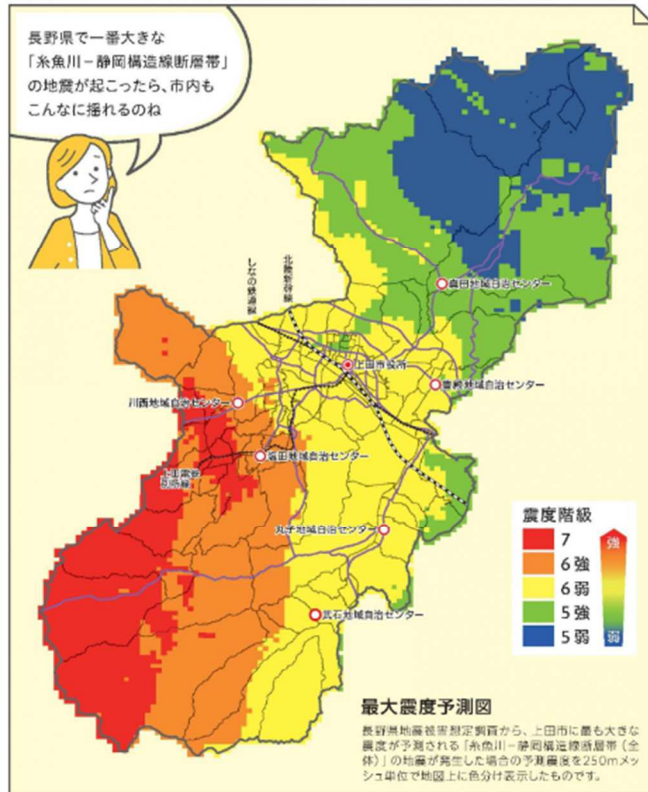 長野県で一番大きな
「糸魚川－静岡構造線断層帯」
の地震が起こったら、市内も
こんなに揺れるのね
しなの鉄道線
北陸新幹線
真田地域自治センター
上田市役所
豊殿地域自治センター
川西地域自治センター
塩田地域自治センター
上田電鉄
別所線
丸子地域自治センター
武石地域自治センター
震度階級
7
6強
6弱
5強
5弱
強
弱
最大震度予測図
長野県地震被害想定調査から、上田市に最も大きな
震度が予測される「糸魚川－静岡構造線断層帯（全
体）」の地震が発生した場合の予測震度を250mメ
ッシュ単位で地図上に色分け表示したものです。